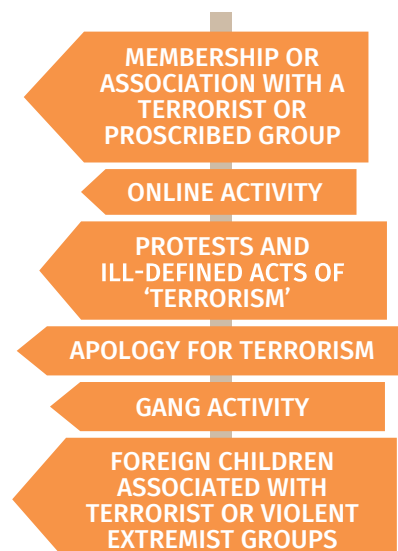 MEMBERSHIP OR
ASSOCIATION WITH A
TERRORIST OR
PROSCRIBED GROUP
ONLINE ACTIVITY
PROTESTS AND
ILL-DEFINED ACTS OF
‘TERRORISM’
APOLOGY FOR TERRORISM
GANG ACTIVITY
FOREIGN CHILDREN
ASSOCIATED WITH
TERRORIST OR VIOLENT
EXTREMIST GROUPS